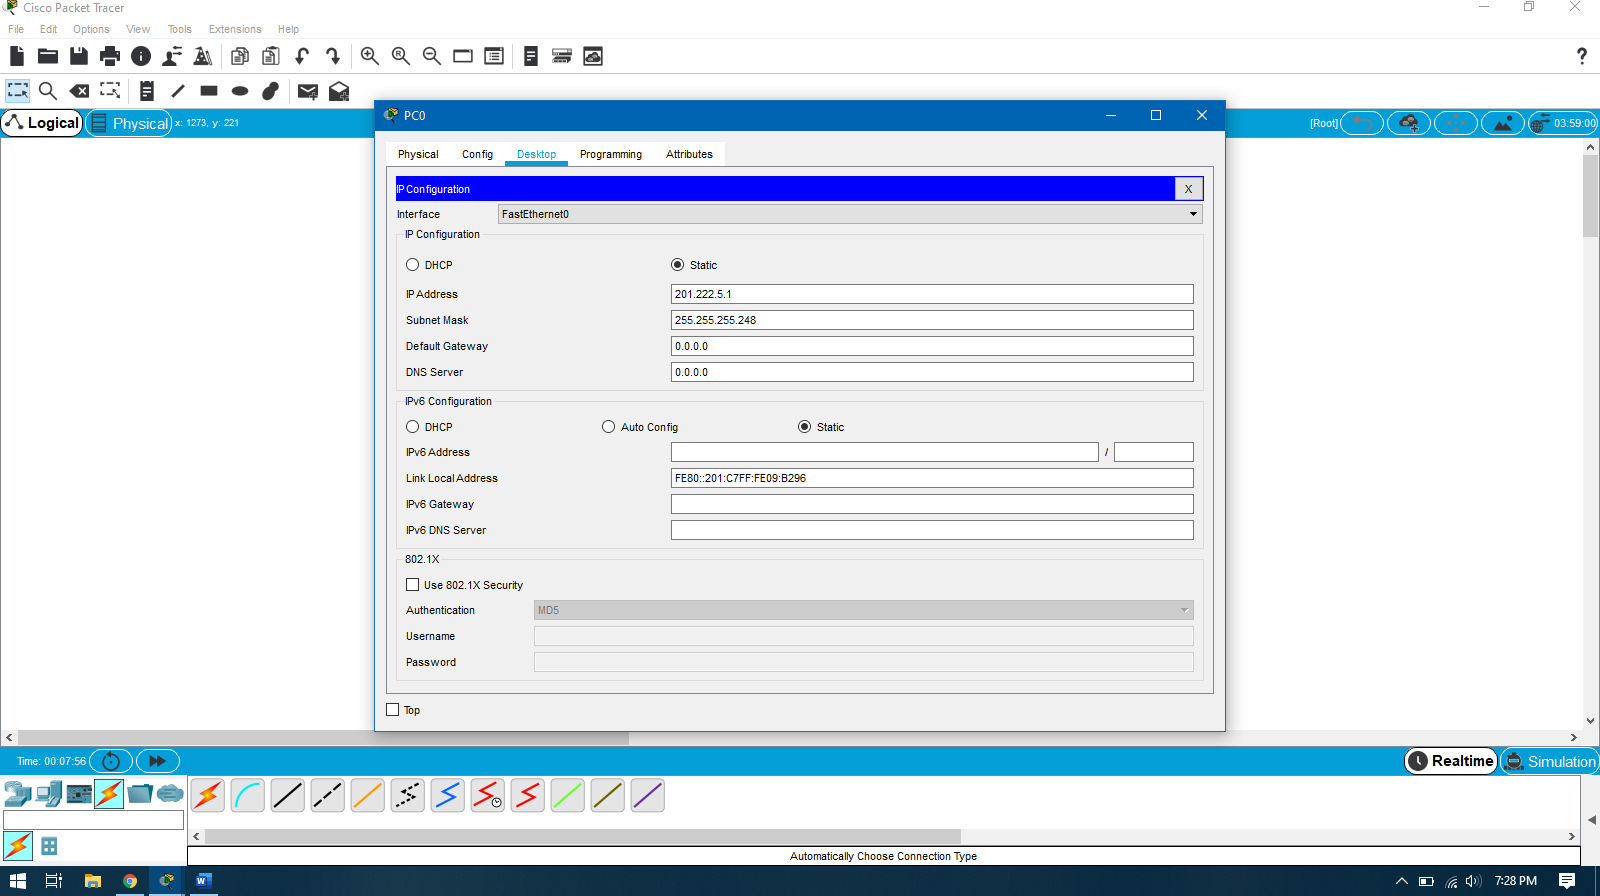 Cisco Packet Tracer
File Edit Options View Tools Extensions Help
?
Logical Physical x: 1273, y: 221 [Root] 03:59:00
PC0
Physical Config Desktop Programming Attributes
IP Configuration X
Interface FastEthernet0
IP Configuration
DHCP Static
IP Address 201.222.5.1
Subnet Mask 255.255.255.248
Default Gateway 0.0.0.0
DNS Server 0.0.0.0
IPv6 Configuration
DHCP Auto Config Static
IPv6 Address /
Link Local Address FE80::201:C7FF:FE09:B296
IPv6 Gateway
IPv6 DNS Server
802.1X
Use 802.1X Security
Authentication MD5
Username
Password
Top
Time: 00:07:56 Realtime Simulation
Automatically Choose Connection Type
7:28 PM